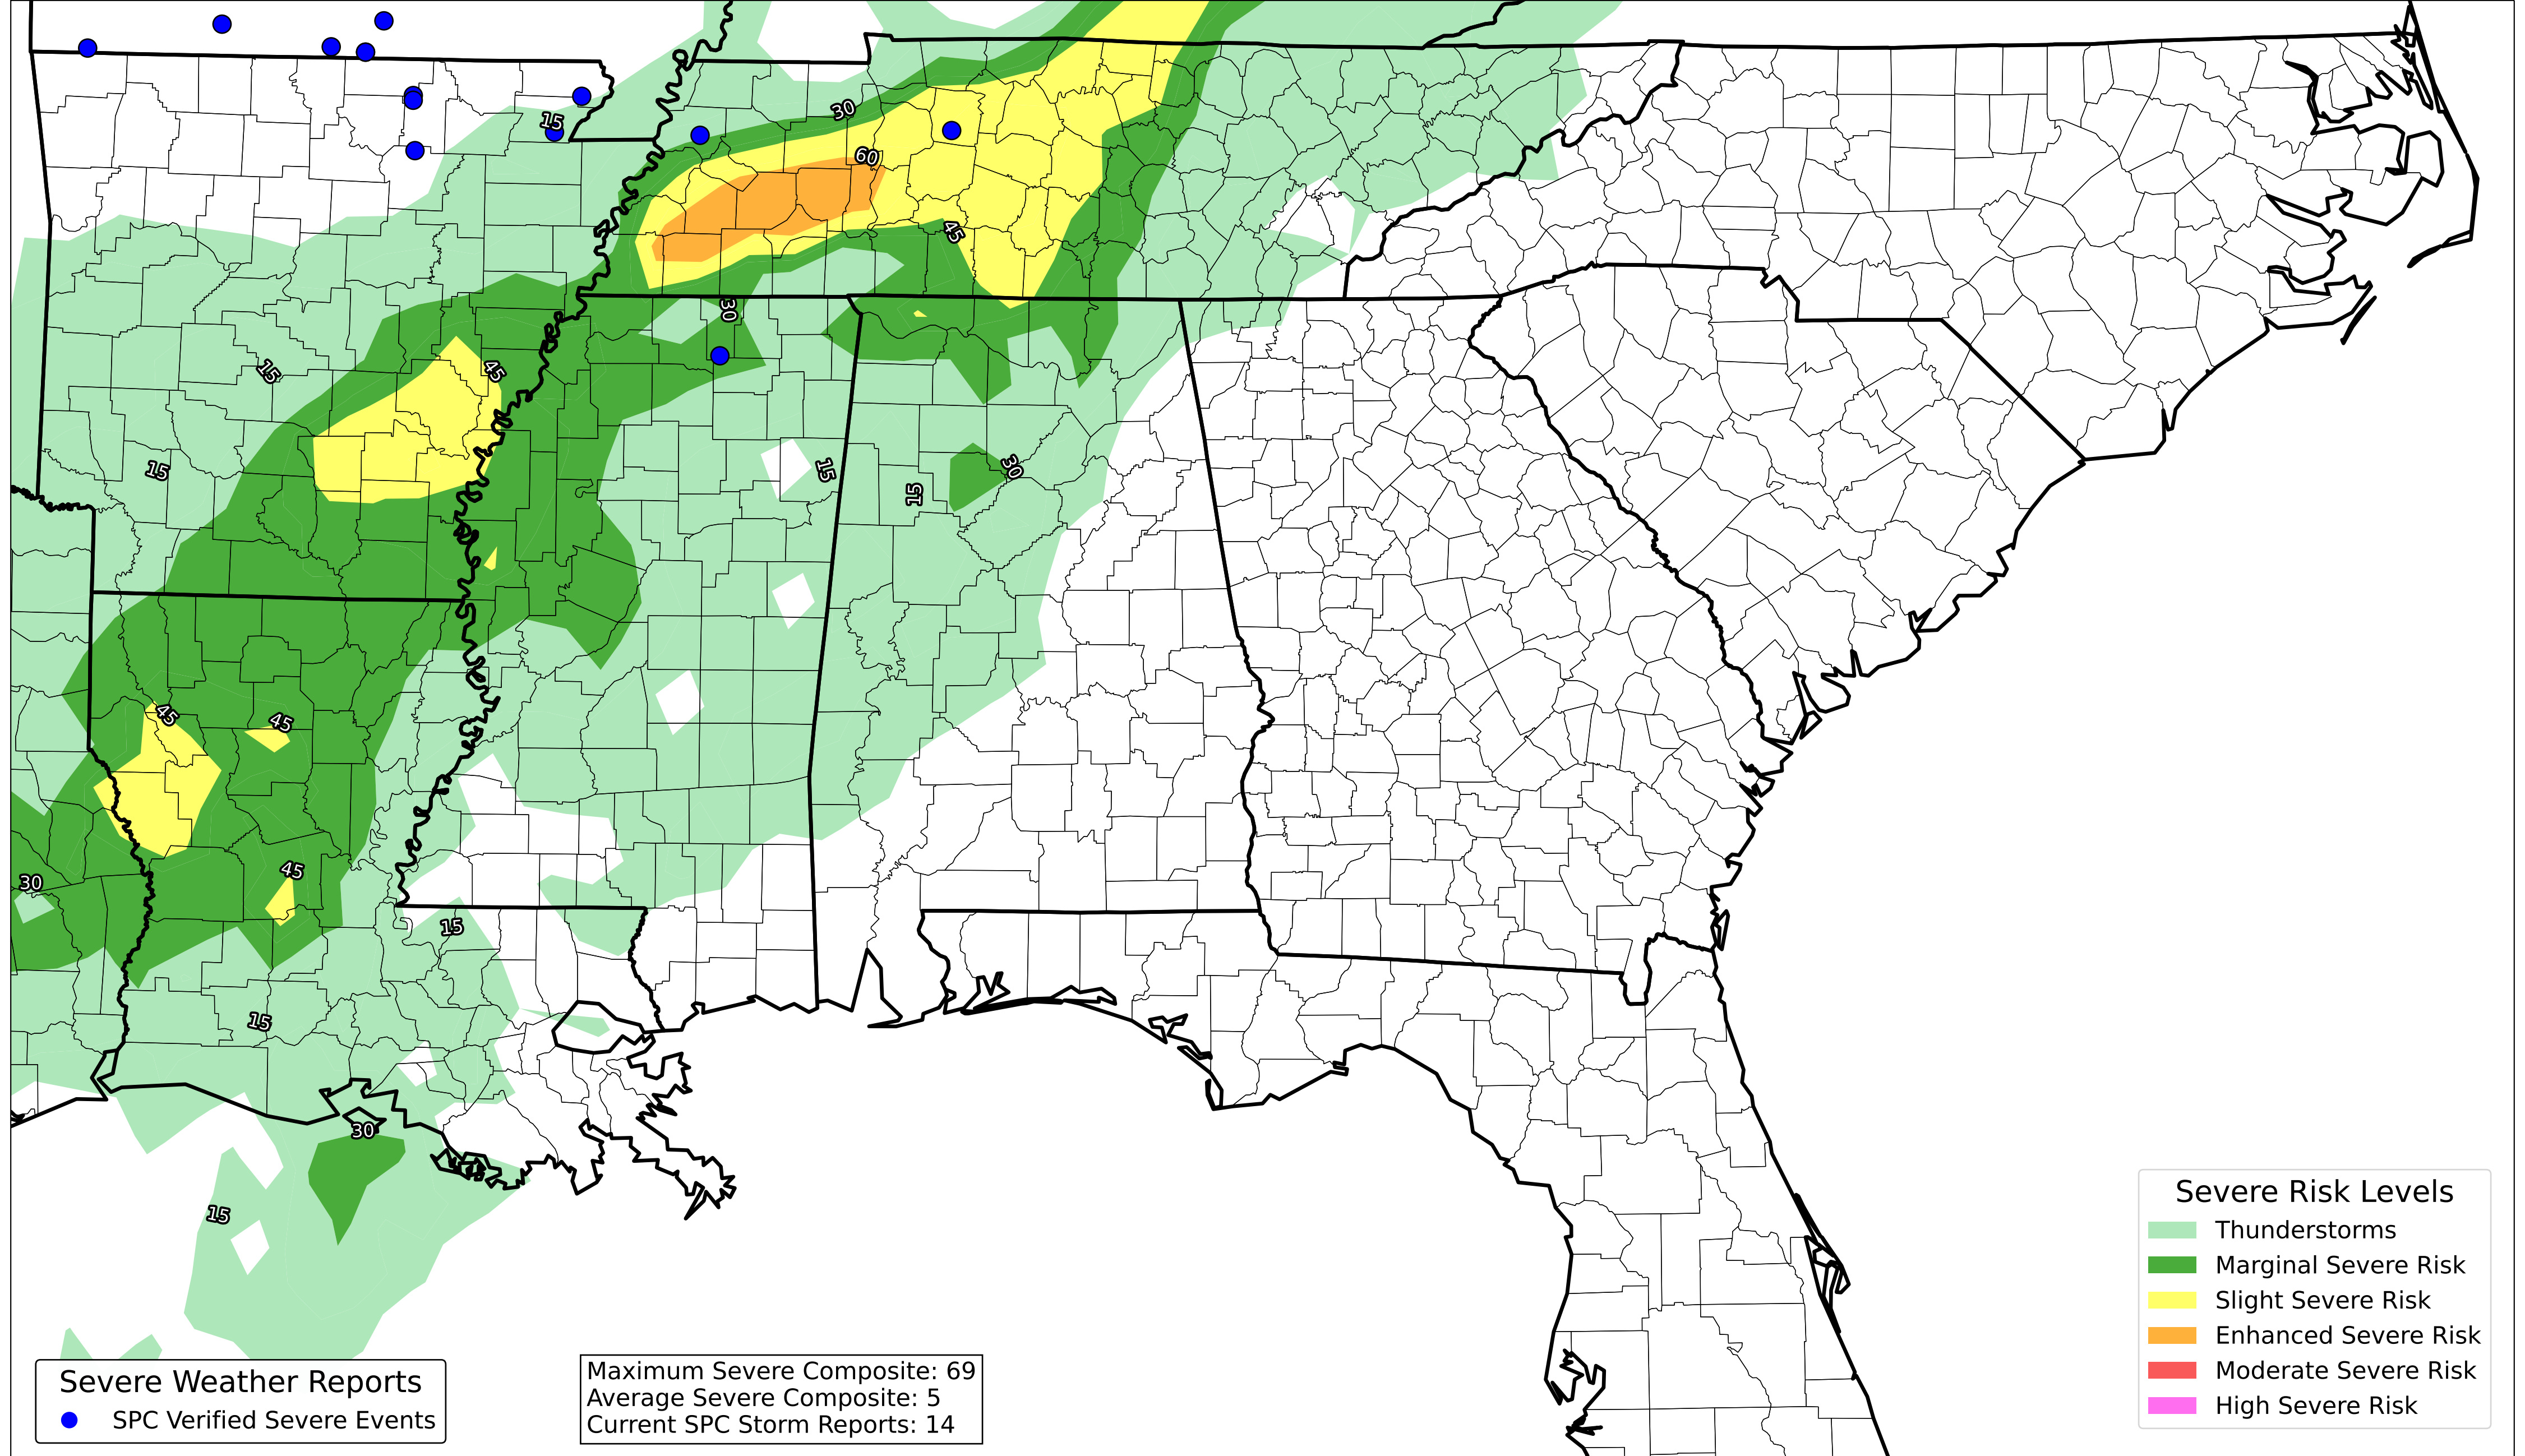 15
30
60
45
30
15
45
15
15
30
15
45
45
45
30
15
15
30
15
Severe Risk Levels
Thunderstorms
Marginal Severe Risk
Slight Severe Risk
Enhanced Severe Risk
Moderate Severe Risk
High Severe Risk
Severe Weather Reports
SPC Verified Severe Events
Maximum Severe Composite: 69
Average Severe Composite: 5
Current SPC Storm Reports: 14